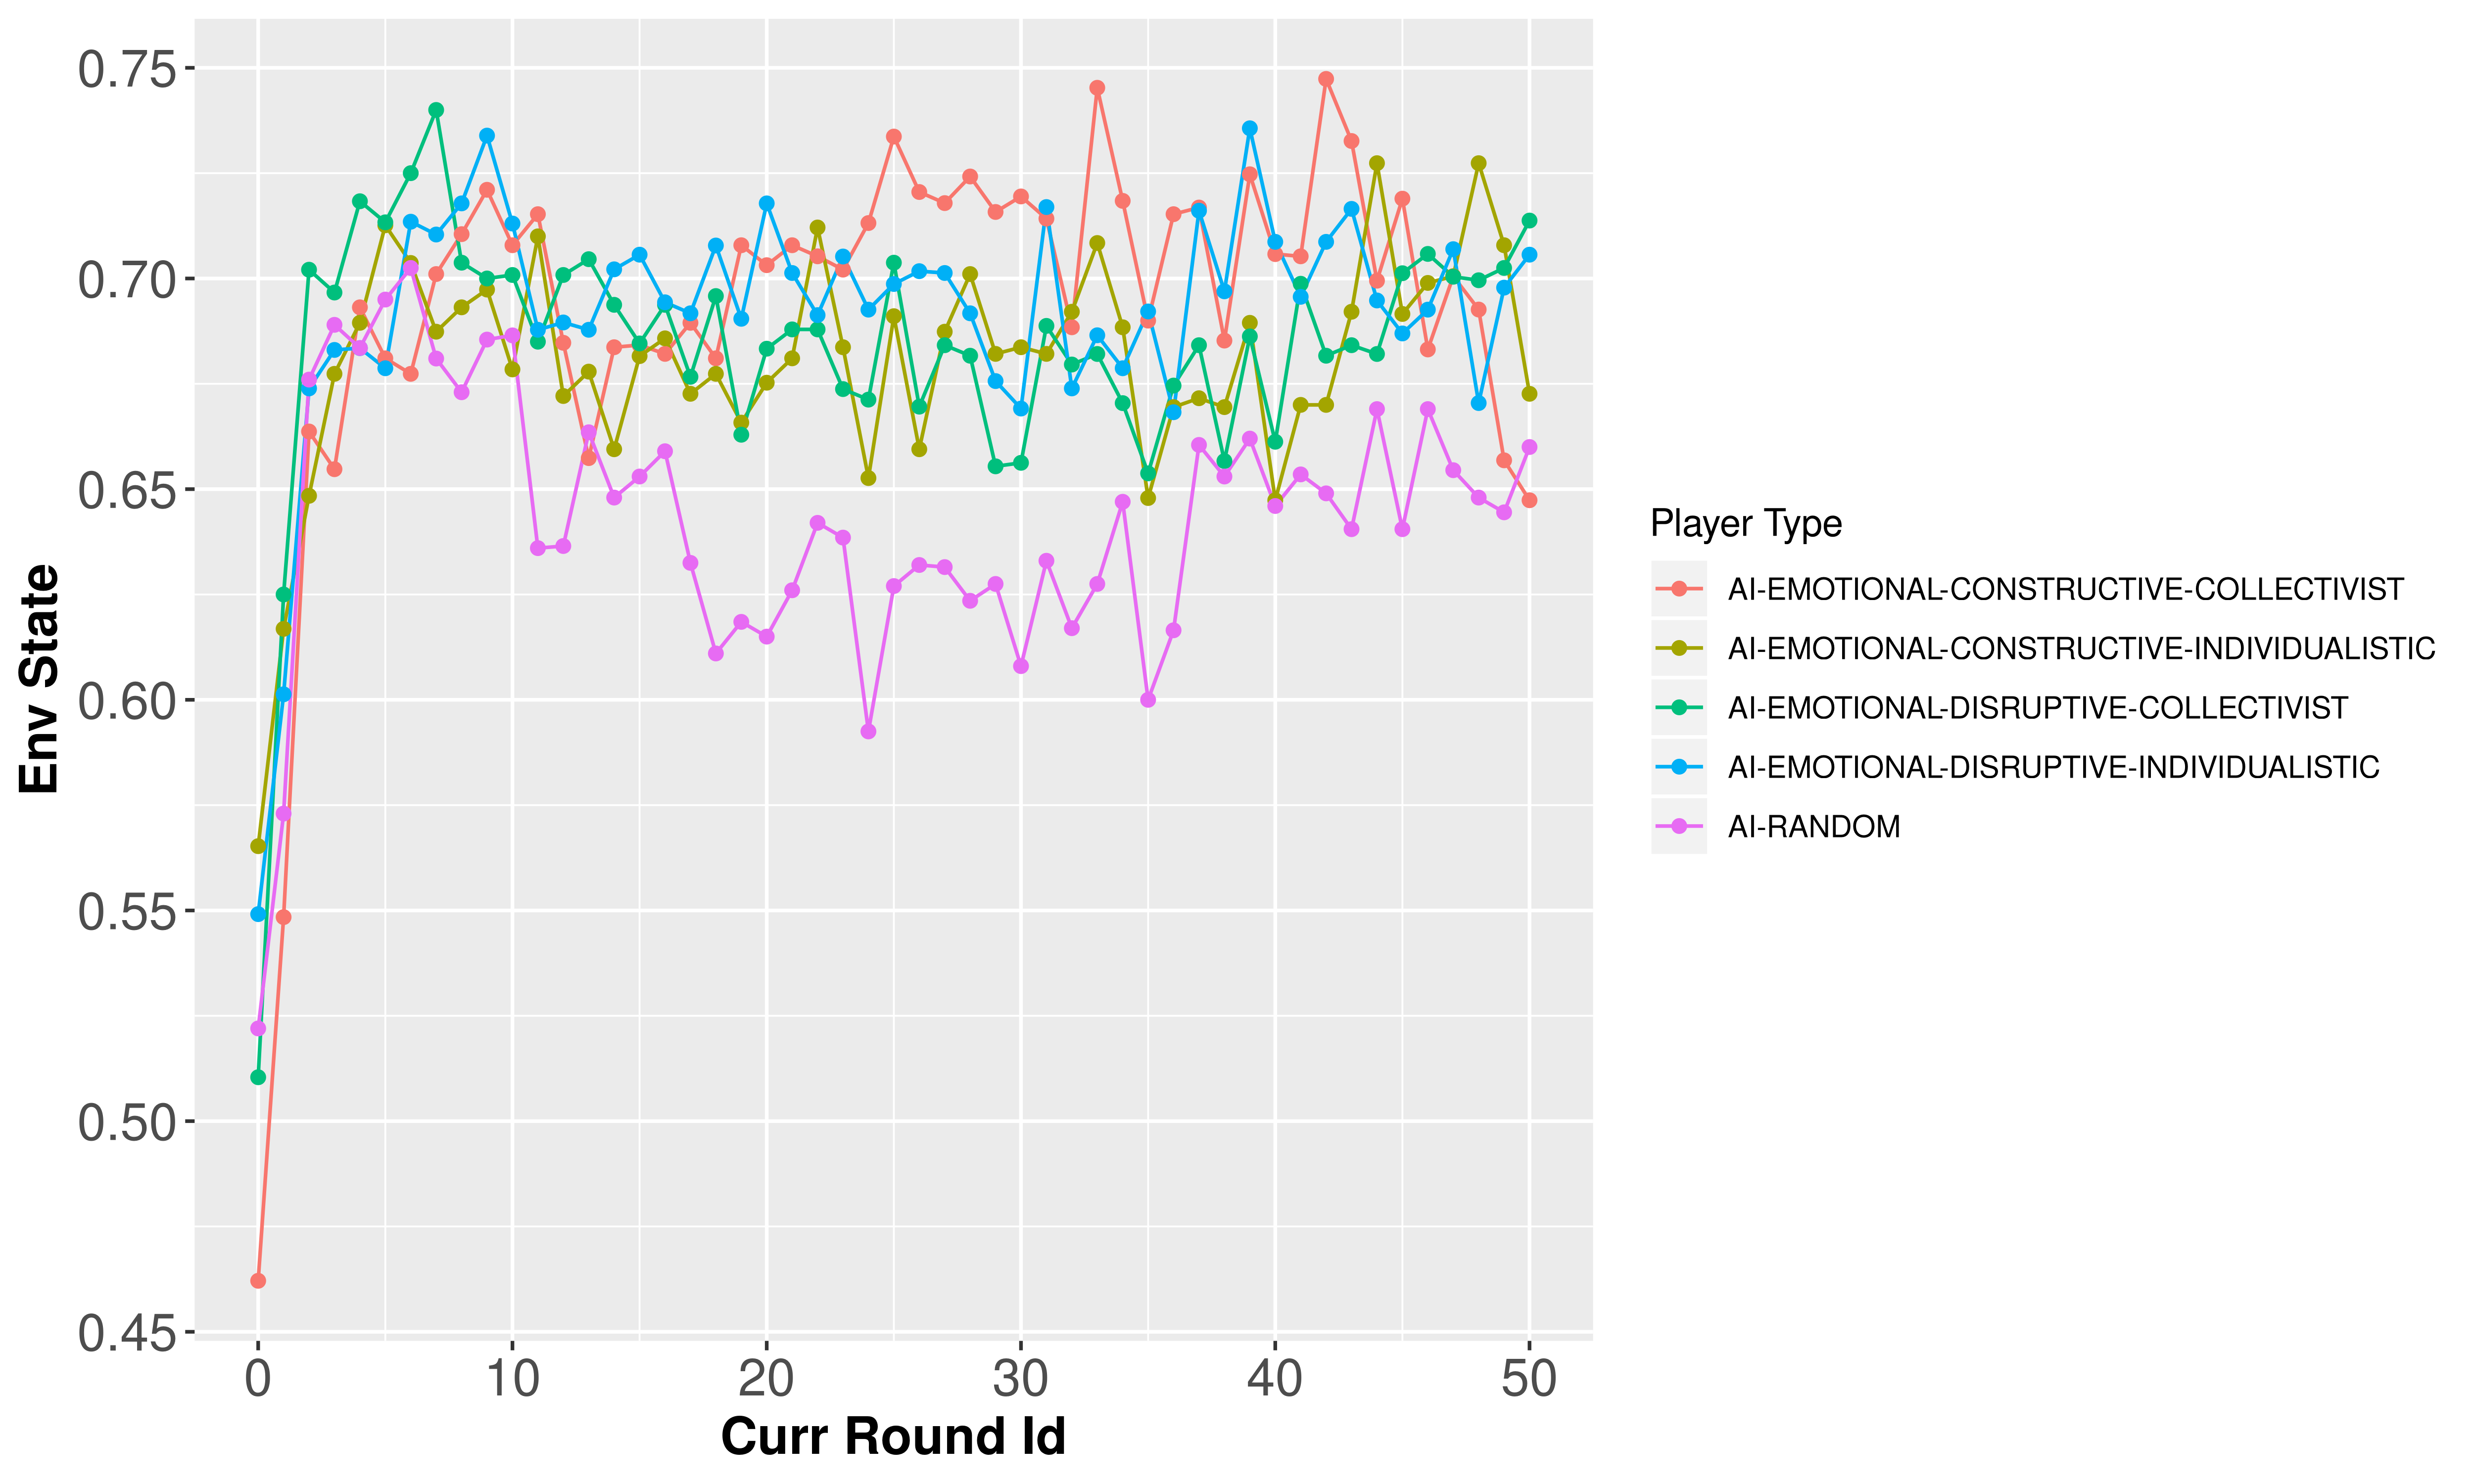 0.75
0.70
0.65
0.60
0.55
0.50
0.45
Env State
0 10 20 30 40 50
Curr Round Id
Player Type
AI-EMOTIONAL-CONSTRUCTIVE-COLLECTIVIST
AI-EMOTIONAL-CONSTRUCTIVE-INDIVIDUALISTIC
AI-EMOTIONAL-DISRUPTIVE-COLLECTIVIST
AI-EMOTIONAL-DISRUPTIVE-INDIVIDUALISTIC
AI-RANDOM